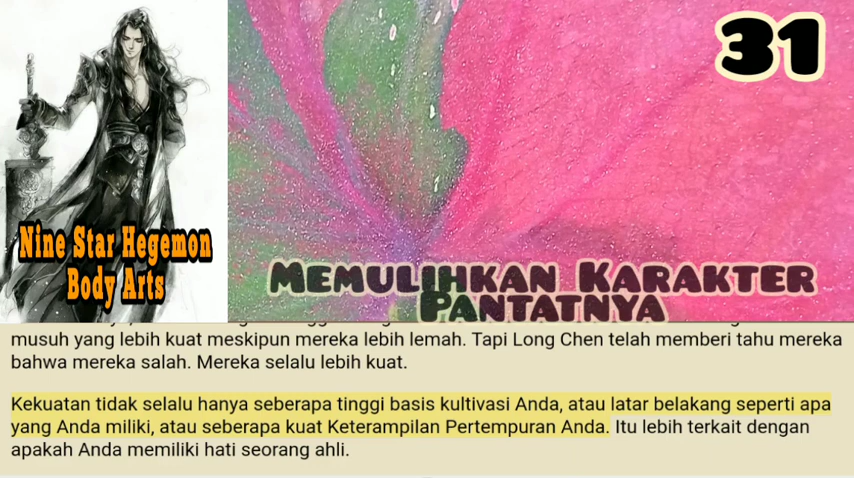 31
Nine Star Hegemon
Body Arts
Memulihkan Karakter
Pantatnya
musuh yang lebih kuat meskipun mereka lebih lemah. Tapi Long Chen telah memberi tahu mereka
bahwa mereka salah. Mereka selalu lebih kuat.
Kekuatan tidak selalu hanya seberapa tinggi basis kultivasi Anda, atau latar belakang seperti apa
yang Anda miliki, atau seberapa kuat Keterampilan Pertempuran Anda. Itu lebih terkait dengan
apakah Anda memiliki hati seorang ahli.